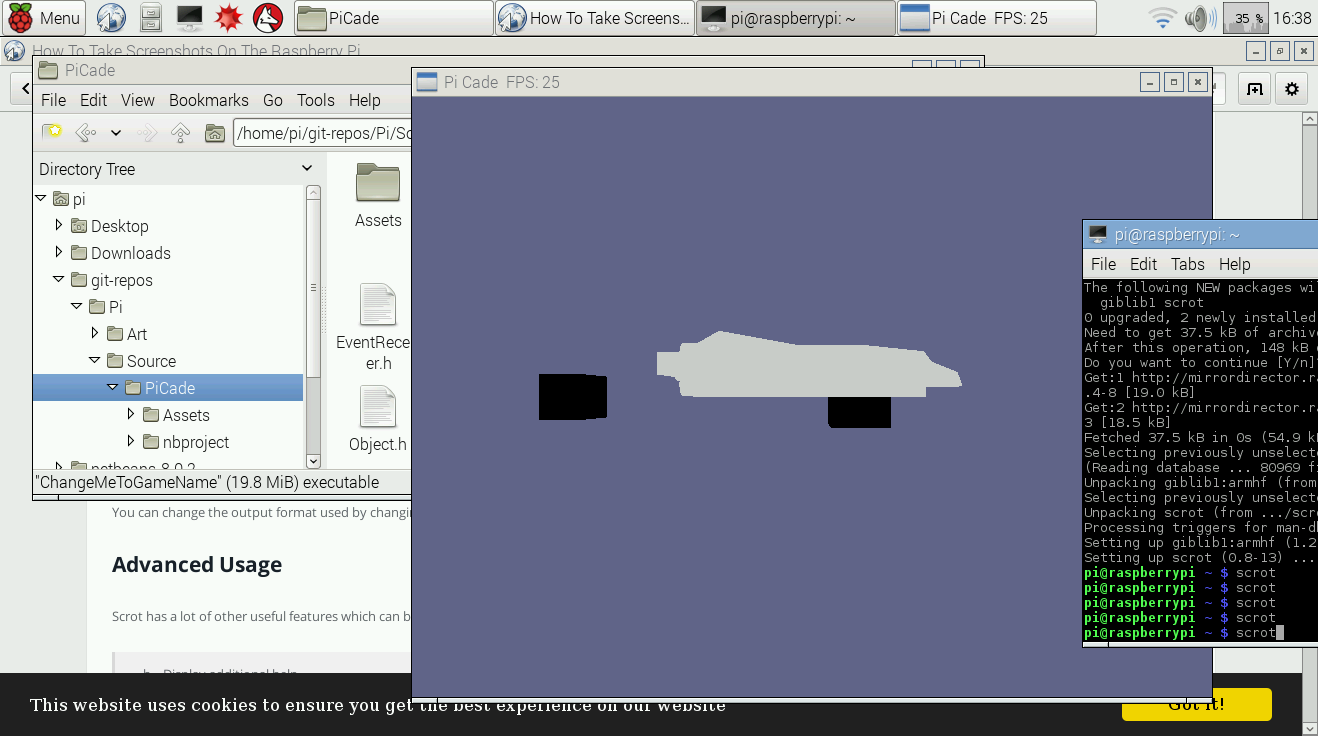 Menu
PiCade
How To Take Screens...
pi@raspberrypi: ~
Pi Cade FPS: 25
35 %
16:38
How To Take Screenshots On The Raspberry Pi
PiCade
File Edit View Bookmarks Go Tools Help
/home/pi/git-repos/Pi/So
Directory Tree
pi
Desktop
Downloads
git-repos
Pi
Art
Source
PiCade
Assets
nbproject
netbeans-8.0.2
Assets
EventRece
er.h
Object.h
"ChangeMeToGameName" (19.8 MiB) executable
Pi Cade FPS: 25
pi@raspberrypi: ~
File Edit Tabs Help
The following NEW packages wi
giblib1 scrot
0 upgraded, 2 newly installed
Need to get 37.5 kB of archiv
After this operation, 148 kB
Do you want to continue [Y/n]
Get:1 http://mirrordirector.ra
.4-8 [19.0 kB]
Get:2 http://mirrordirector.ra
3 [18.5 kB]
Fetched 37.5 kB in 0s (54.9 k
Selecting previously unselect
(Reading database ... 80969 fi
Unpacking giblib1:armhf (from
Selecting previously unselect
Unpacking scrot (from .../scr
Processing triggers for man-d
Setting up giblib1:armhf (1.2
Setting up scrot (0.8-13) ...
pi@raspberrypi ~ $ scrot
pi@raspberrypi ~ $ scrot
pi@raspberrypi ~ $ scrot
pi@raspberrypi ~ $ scrot
pi@raspberrypi ~ $ scrot
You can change the output format used by changi
Advanced Usage
Scrot has a lot of other useful features which can b
-h Display additional help
This website uses cookies to ensure you get the best experience on our website
Got it!